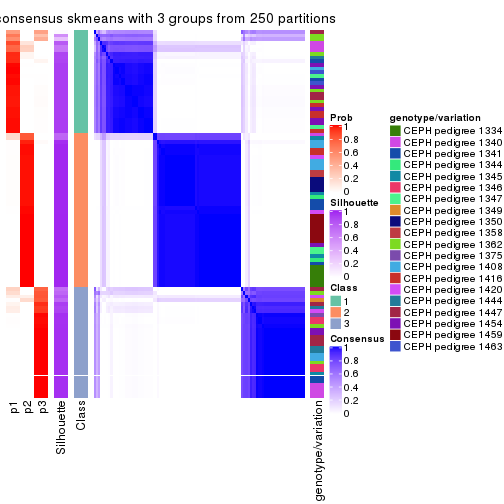 consensus skmeans with 3 groups from 250 partitions
Prob
1
0.8
0.6
0.4
0.2
0
Silhouette
1
0.8
0.6
0.4
0.2
0
Class
1
2
3
Consensus
1
0.8
0.6
0.4
0.2
0
genotype/variation
CEPH pedigree 1334
CEPH pedigree 1340
CEPH pedigree 1341
CEPH pedigree 1344
CEPH pedigree 1345
CEPH pedigree 1346
CEPH pedigree 1347
CEPH pedigree 1349
CEPH pedigree 1350
CEPH pedigree 1358
CEPH pedigree 1362
CEPH pedigree 1375
CEPH pedigree 1408
CEPH pedigree 1416
CEPH pedigree 1420
CEPH pedigree 1444
CEPH pedigree 1447
CEPH pedigree 1454
CEPH pedigree 1459
CEPH pedigree 1463
p1
p2
p3
Silhouette
Class
genotype/variation